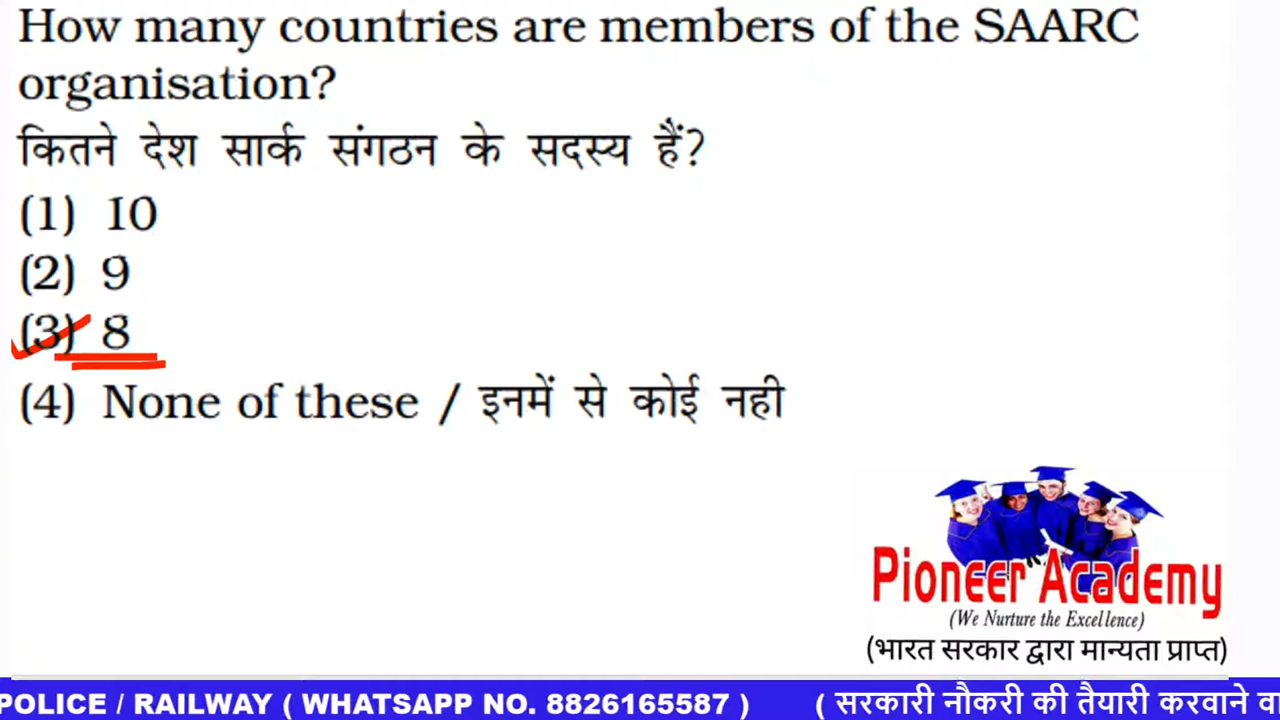 How many countries are members of the SAARC
organisation?
कितने देश सार्क संगठन के सदस्य हैं?
(1) 10
(2) 9
(3) 8
(4) None of these / इनमें से कोई नही
Pioneer Academy
(We Nurture the Excellence)
(भारत सरकार द्वारा मान्यता प्राप्त)
POLICE / RAILWAY ( WHATSAPP NO. 8826165587 ) ( सरकारी नौकरी की तैयारी करवाने वा